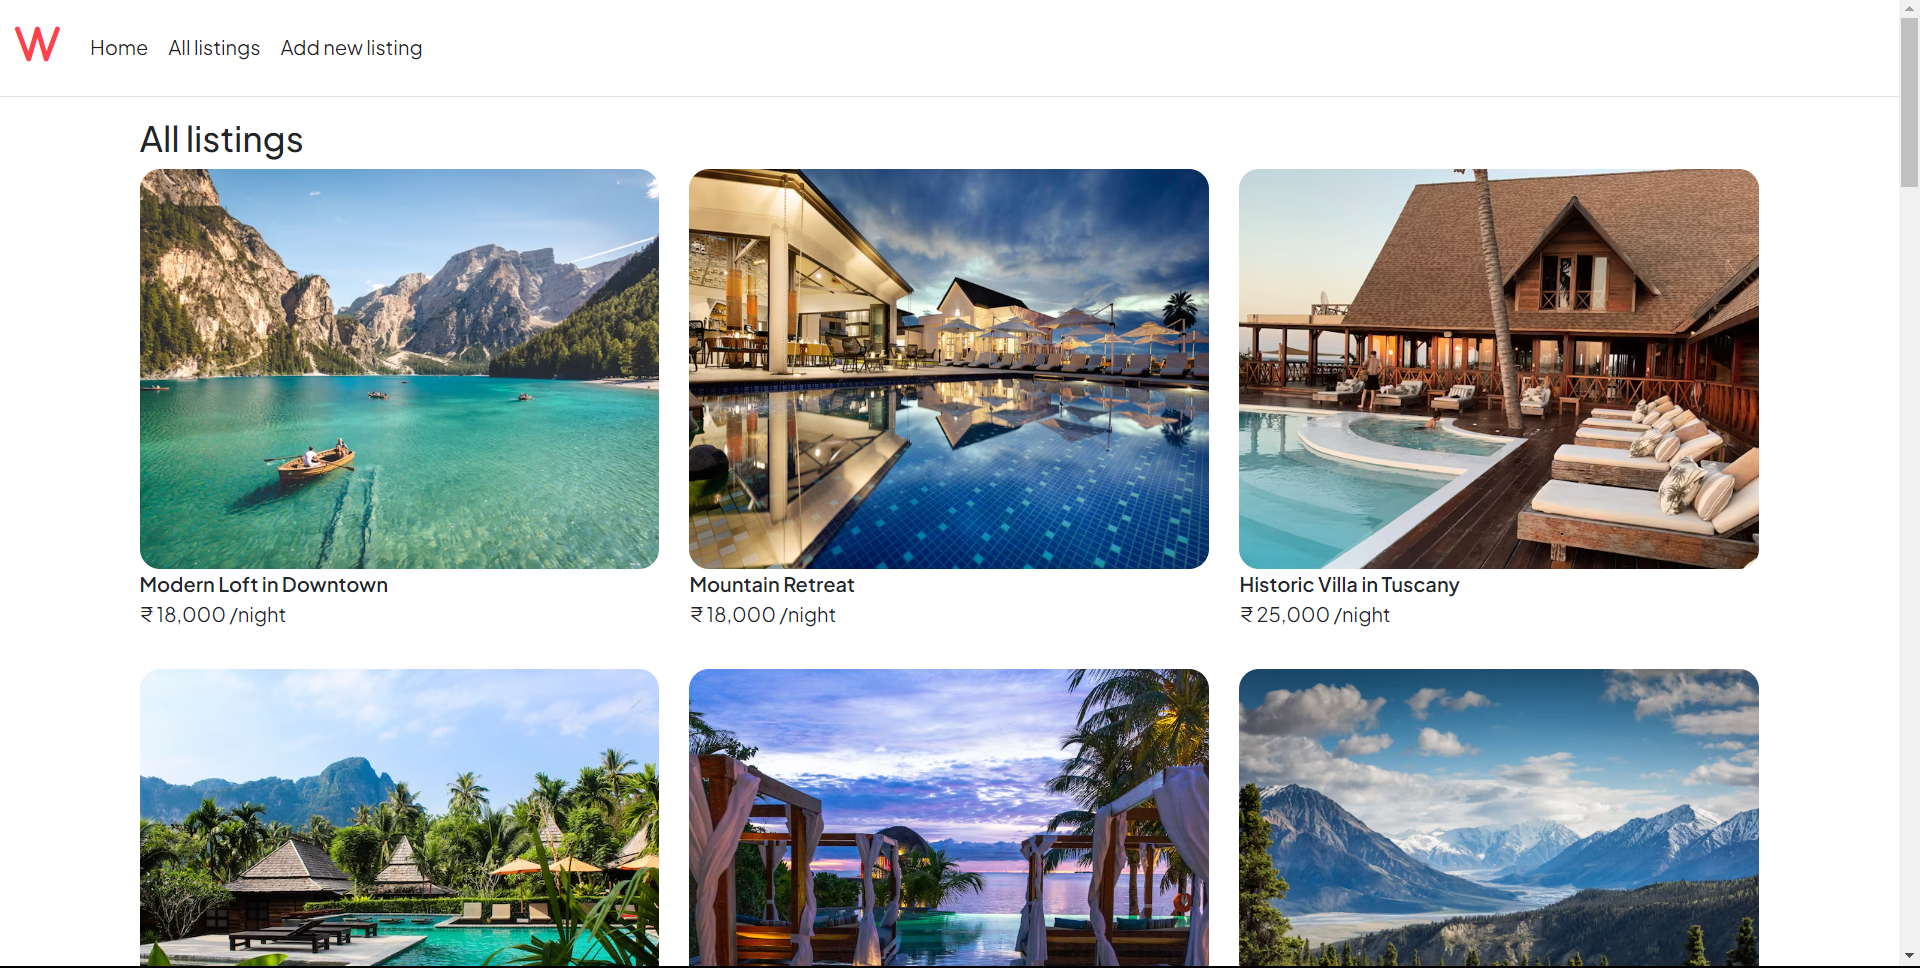 W Home All listings Add new listing
All listings
Modern Loft in Downtown
₹18,000 /night
Mountain Retreat
₹18,000 /night
Historic Villa in Tuscany
₹25,000 /night